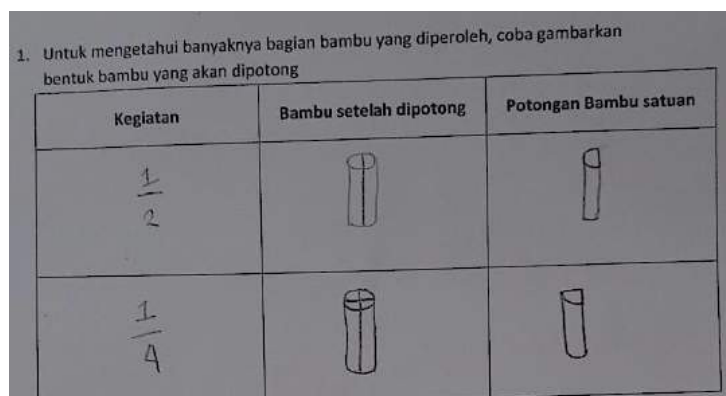 1. Untuk mengetahui banyaknya bagian bambu yang diperoleh, coba gambarkan
bentuk bambu yang akan dipotong
Kegiatan
Bambu setelah dipotong
Potongan Bambu satuan
1/2
1/4